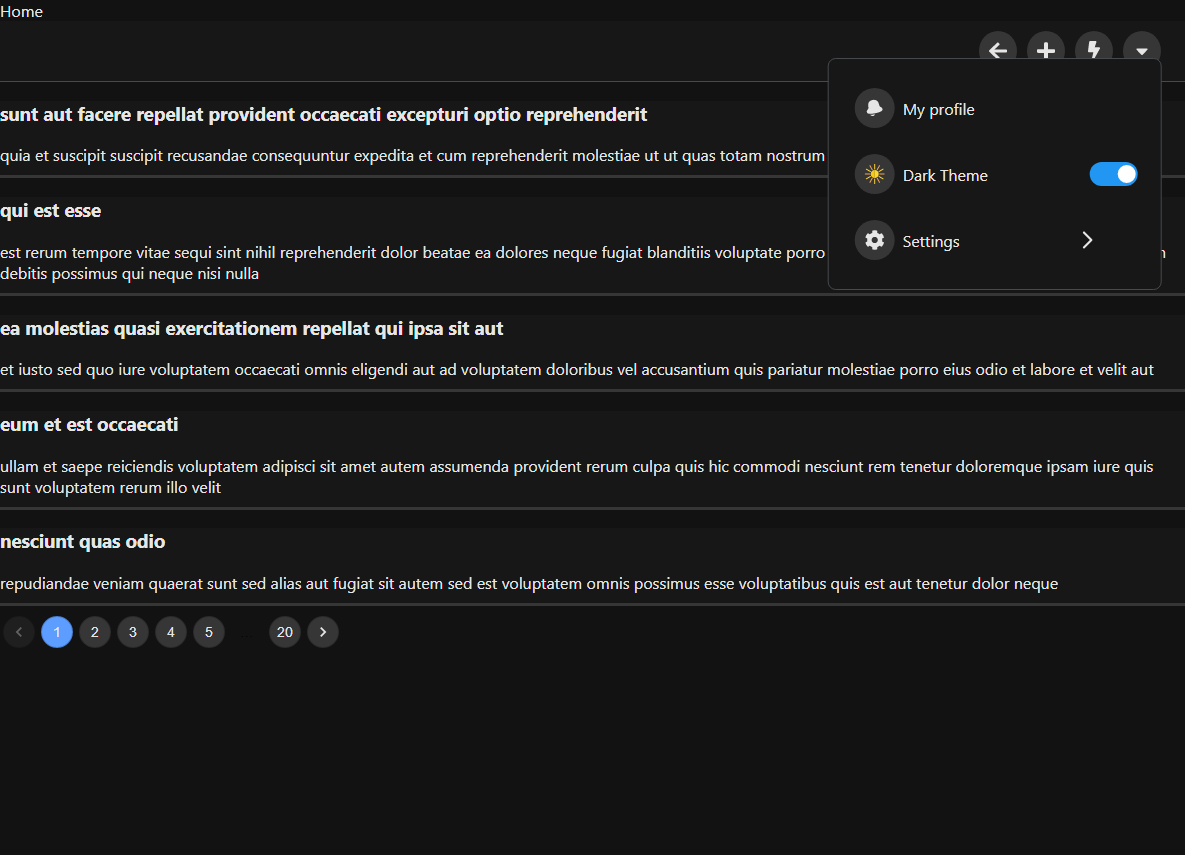 Home
My profile
Dark Theme
Settings
sunt aut facere repellat provident occaecati excepturi optio reprehenderit
quia et suscipit suscipit recusandae consequuntur expedita et cum reprehenderit molestiae ut ut quas totam nostrum
qui est esse
est rerum tempore vitae sequi sint nihil reprehenderit dolor beatae ea dolores neque fugiat blanditiis voluptate porro
debitis possimus qui neque nisi nulla
ea molestias quasi exercitationem repellat qui ipsa sit aut
et iusto sed quo iure voluptatem occaecati omnis eligendi aut ad voluptatem doloribus vel accusantium quis pariatur molestiae porro eius odio et labore et velit aut
eum et est occaecati
ullam et saepe reiciendis voluptatem adipisci sit amet autem assumenda provident rerum culpa quis hic commodi nesciunt rem tenetur doloremque ipsam iure quis
sunt voluptatem rerum illo velit
nesciunt quas odio
repudiandae veniam quaerat sunt sed alias aut fugiat sit autem sed est voluptatem omnis possimus esse voluptatibus quis est aut tenetur dolor neque
1 2 3 4 5 ... 20